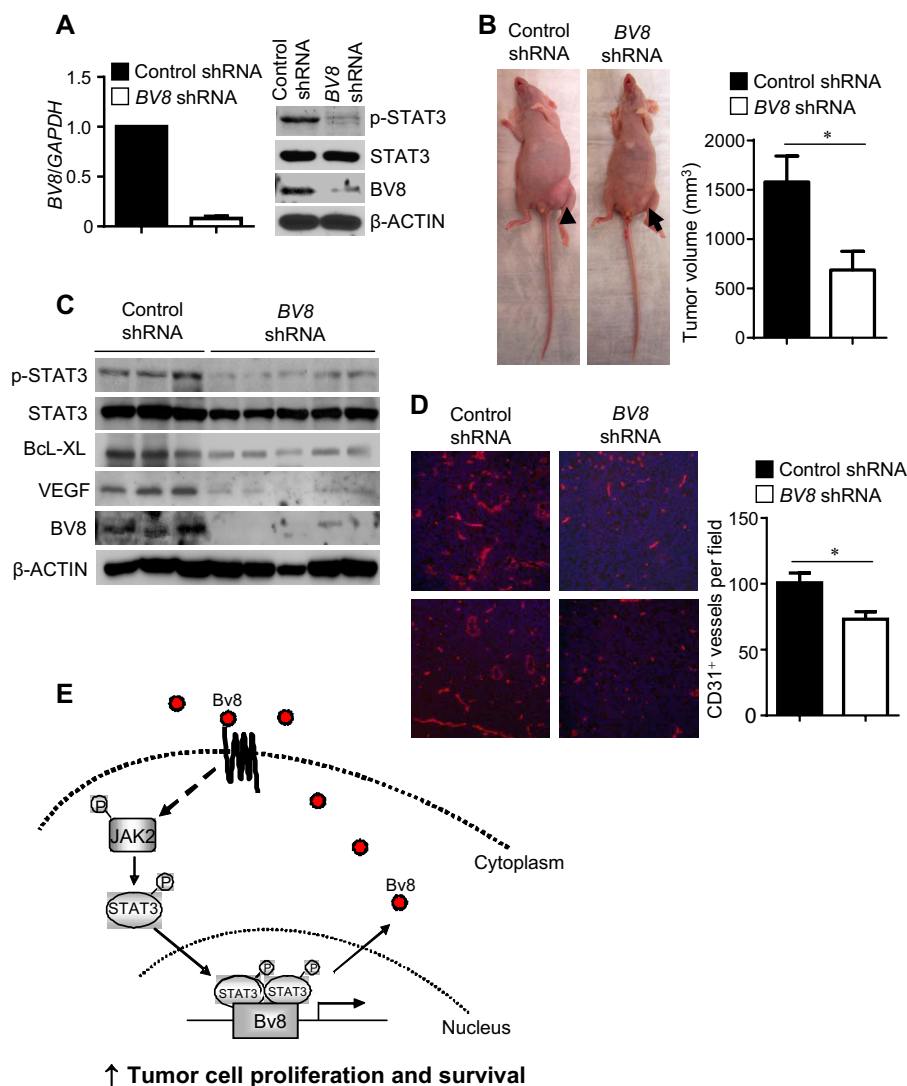 A
Control shRNA
BV8 shRNA
BV8/GAPDH
1.5
1.0
0.5
0
Control
shRNA
BV8
shRNA
p-STAT3
STAT3
BV8
β-ACTIN
B
Control
shRNA
BV8
shRNA
Control shRNA
BV8 shRNA
Tumor volume (mm³)
2000
1500
1000
500
0
*
C
Control
shRNA
BV8
shRNA
p-STAT3
STAT3
BcL-XL
VEGF
BV8
β-ACTIN
D
Control
shRNA
BV8
shRNA
Control shRNA
BV8 shRNA
CD31⁺ vessels per field
150
100
50
0
*
E
Bv8
P
JAK2
P
STAT3
Cytoplasm
Bv8
P
P
STAT3
STAT3
Bv8
Nucleus
↑ Tumor cell proliferation and survival